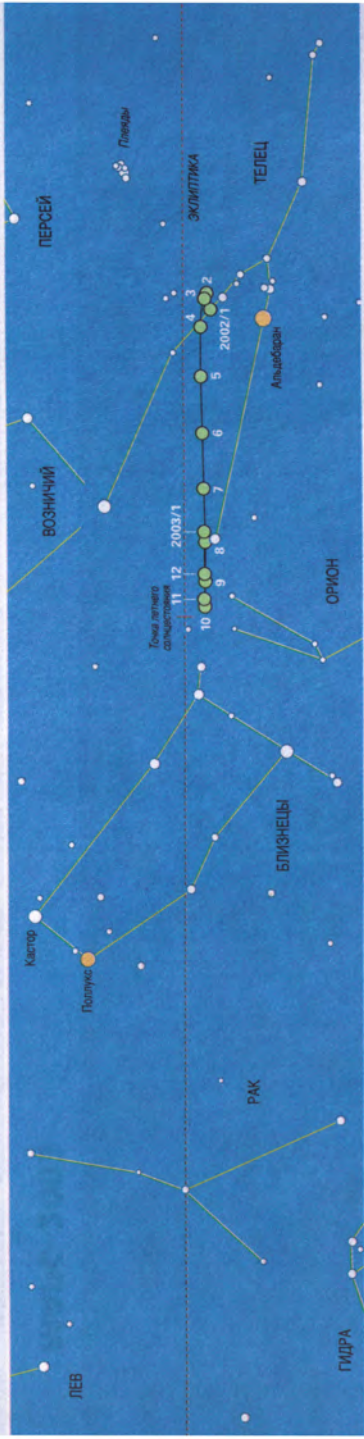 ЛЕВ
ГИДРА
РАК
Поллукс
Кастор
БЛИЗНЕЦЫ
Точка летнего
солнцестояния
10
11
9
12
8
2003/1
7
6
5
4
3
2
2002/1
ОРИОН
ВОЗНИЧИЙ
Альдебаран
ЭКЛИПТИКА
ТЕЛЕЦ
Плеяды
ПЕРСЕЙ